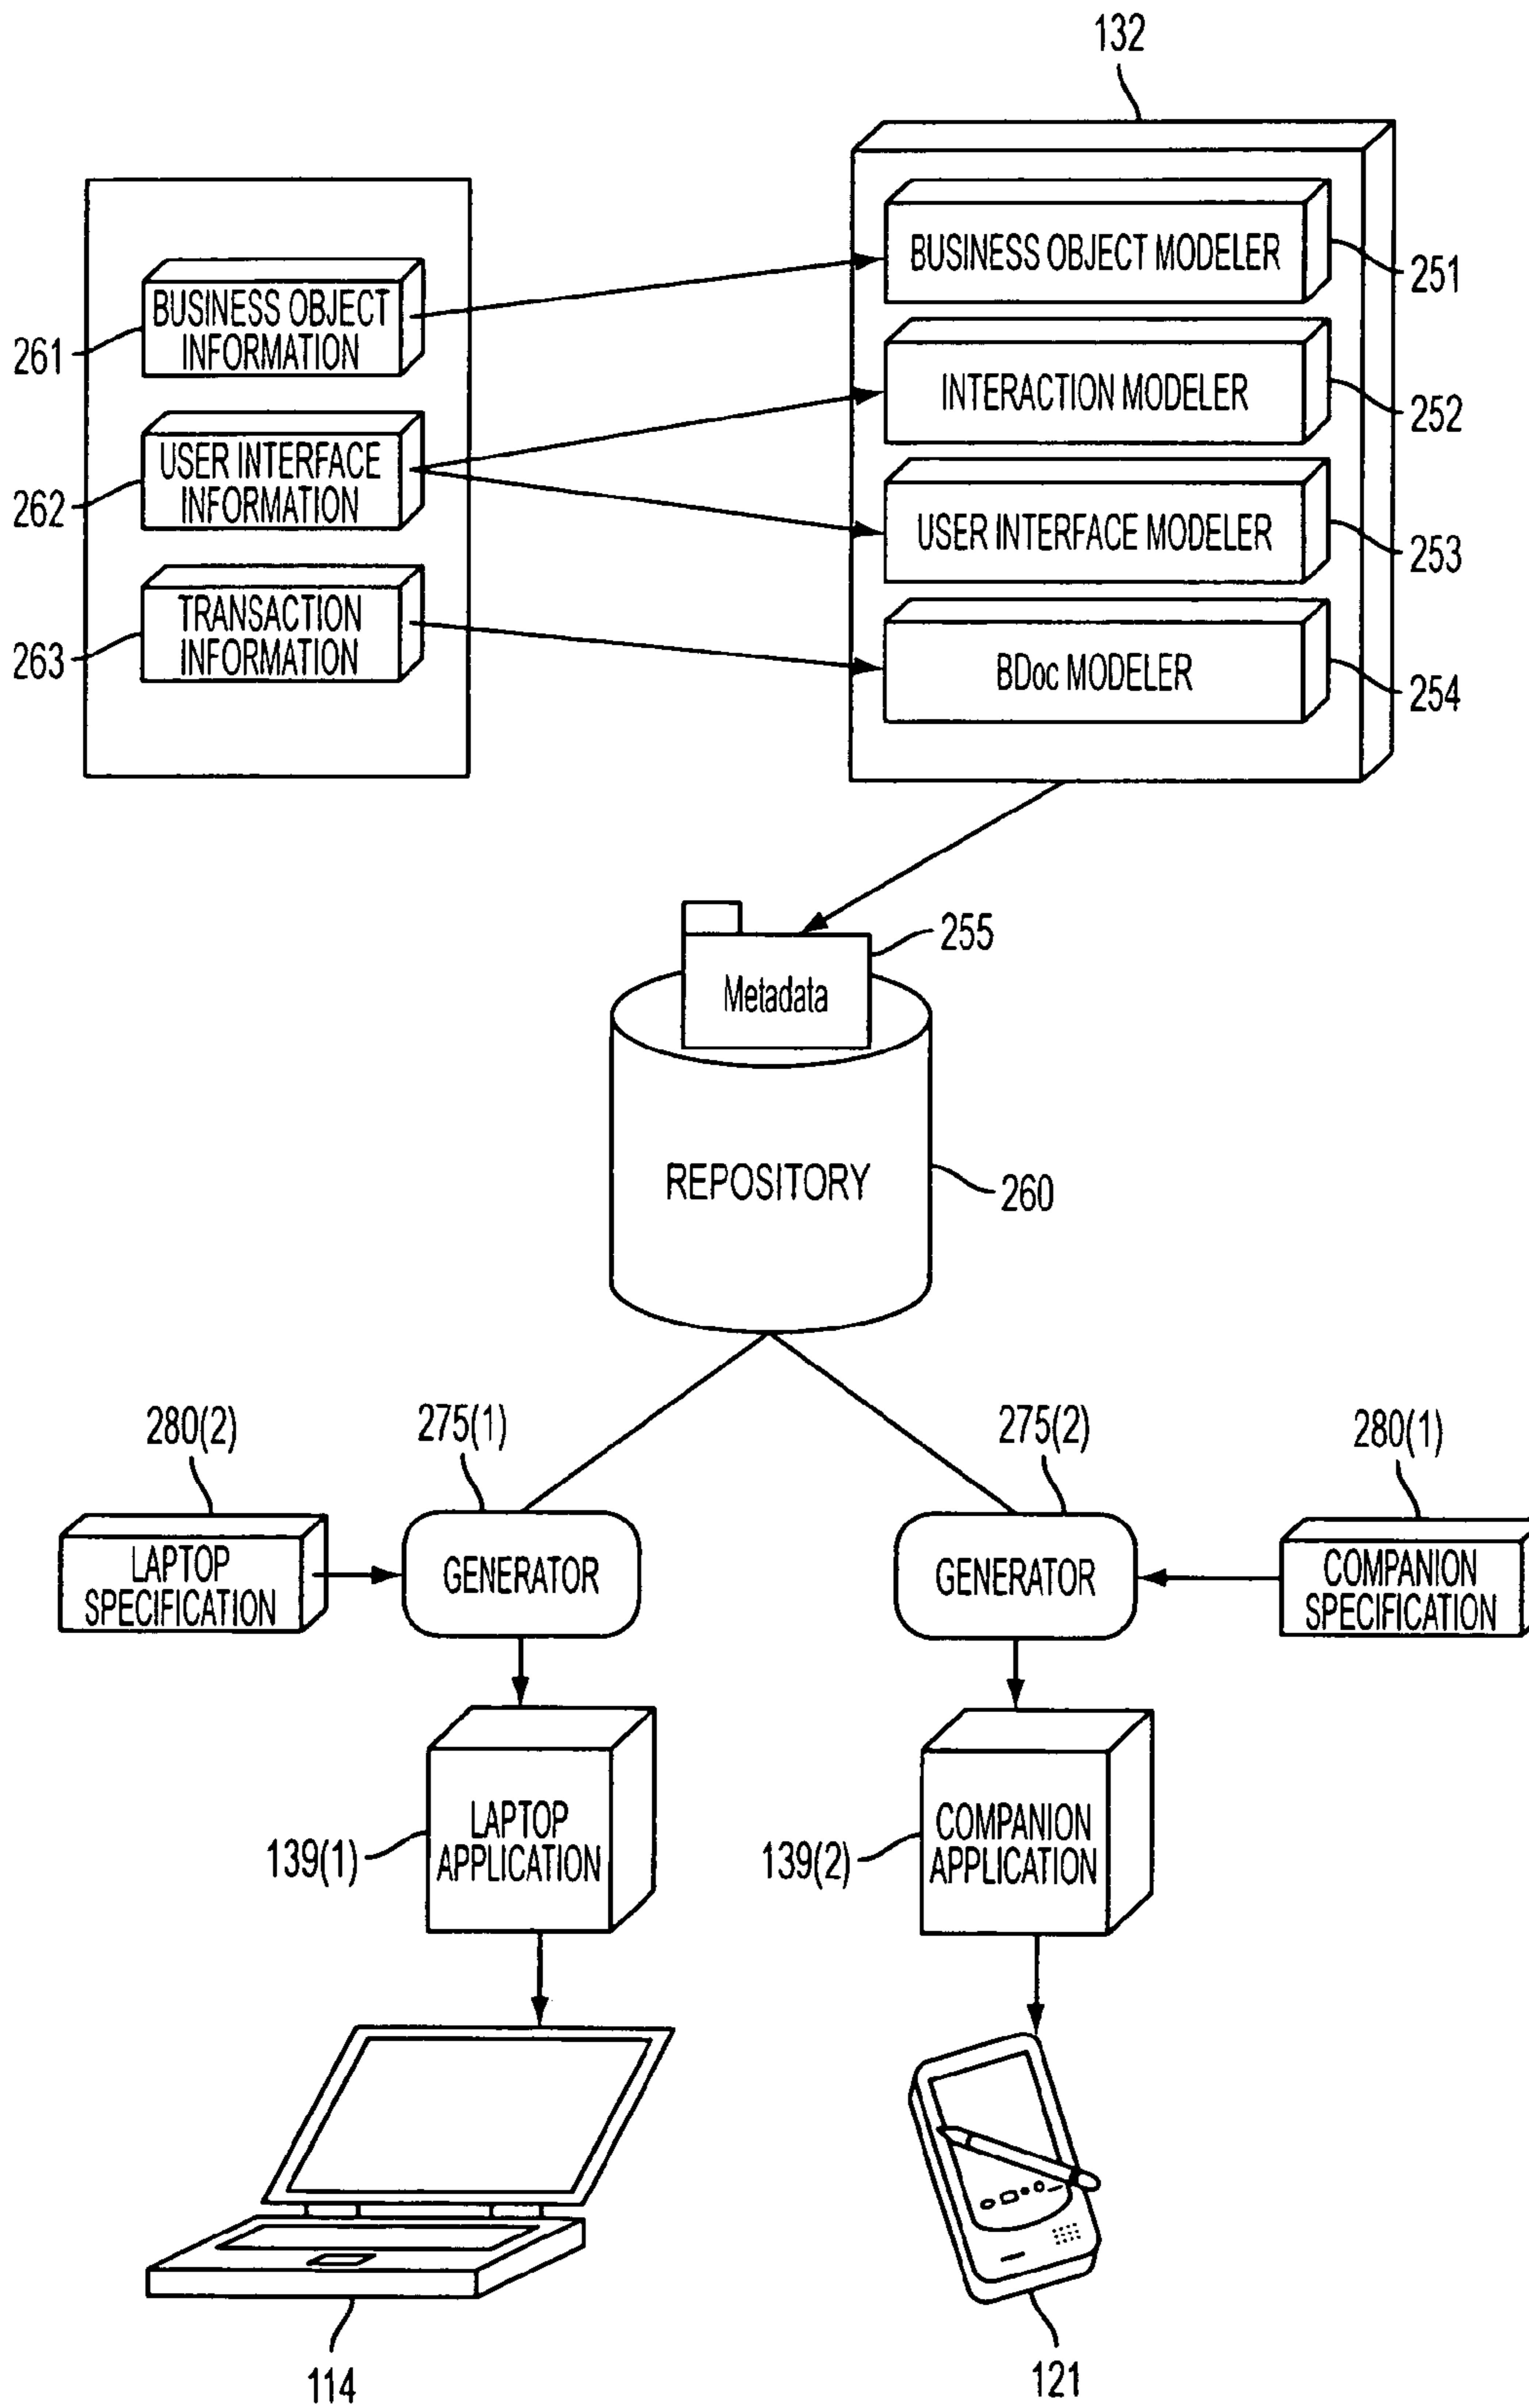 132
BUSINESS OBJECT
INFORMATION
261
USER INTERFACE
INFORMATION
262
TRANSACTION
INFORMATION
263
BUSINESS OBJECT MODELER
251
INTERACTION MODELER
252
USER INTERFACE MODELER
253
BDoc MODELER
254
255
Metadata
REPOSITORY
260
280(2)
275(1)
275(2)
280(1)
LAPTOP
SPECIFICATION
GENERATOR
GENERATOR
COMPANION
SPECIFICATION
139(1)
LAPTOP
APPLICATION
139(2)
COMPANION
APPLICATION
114
121